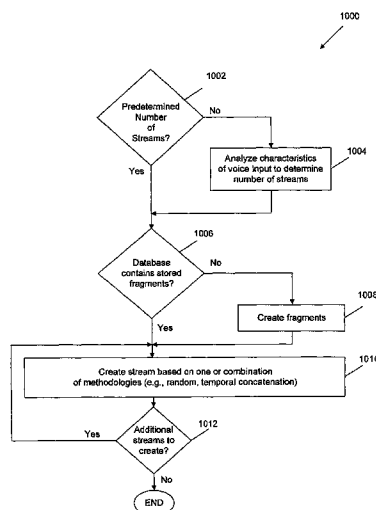 1000
1002
Predetermined
Number
of
Streams?
No
1004
Analyze characteristics
of voice input to determine
number of streams
Yes
1006
Database
contains stored
fragments?
No
1008
Create fragments
Yes
1010
Create stream based on one or combination
of methodologies (e.g., random, temporal concatenation)
1012
Yes
Additional
streams to
create?
No
END